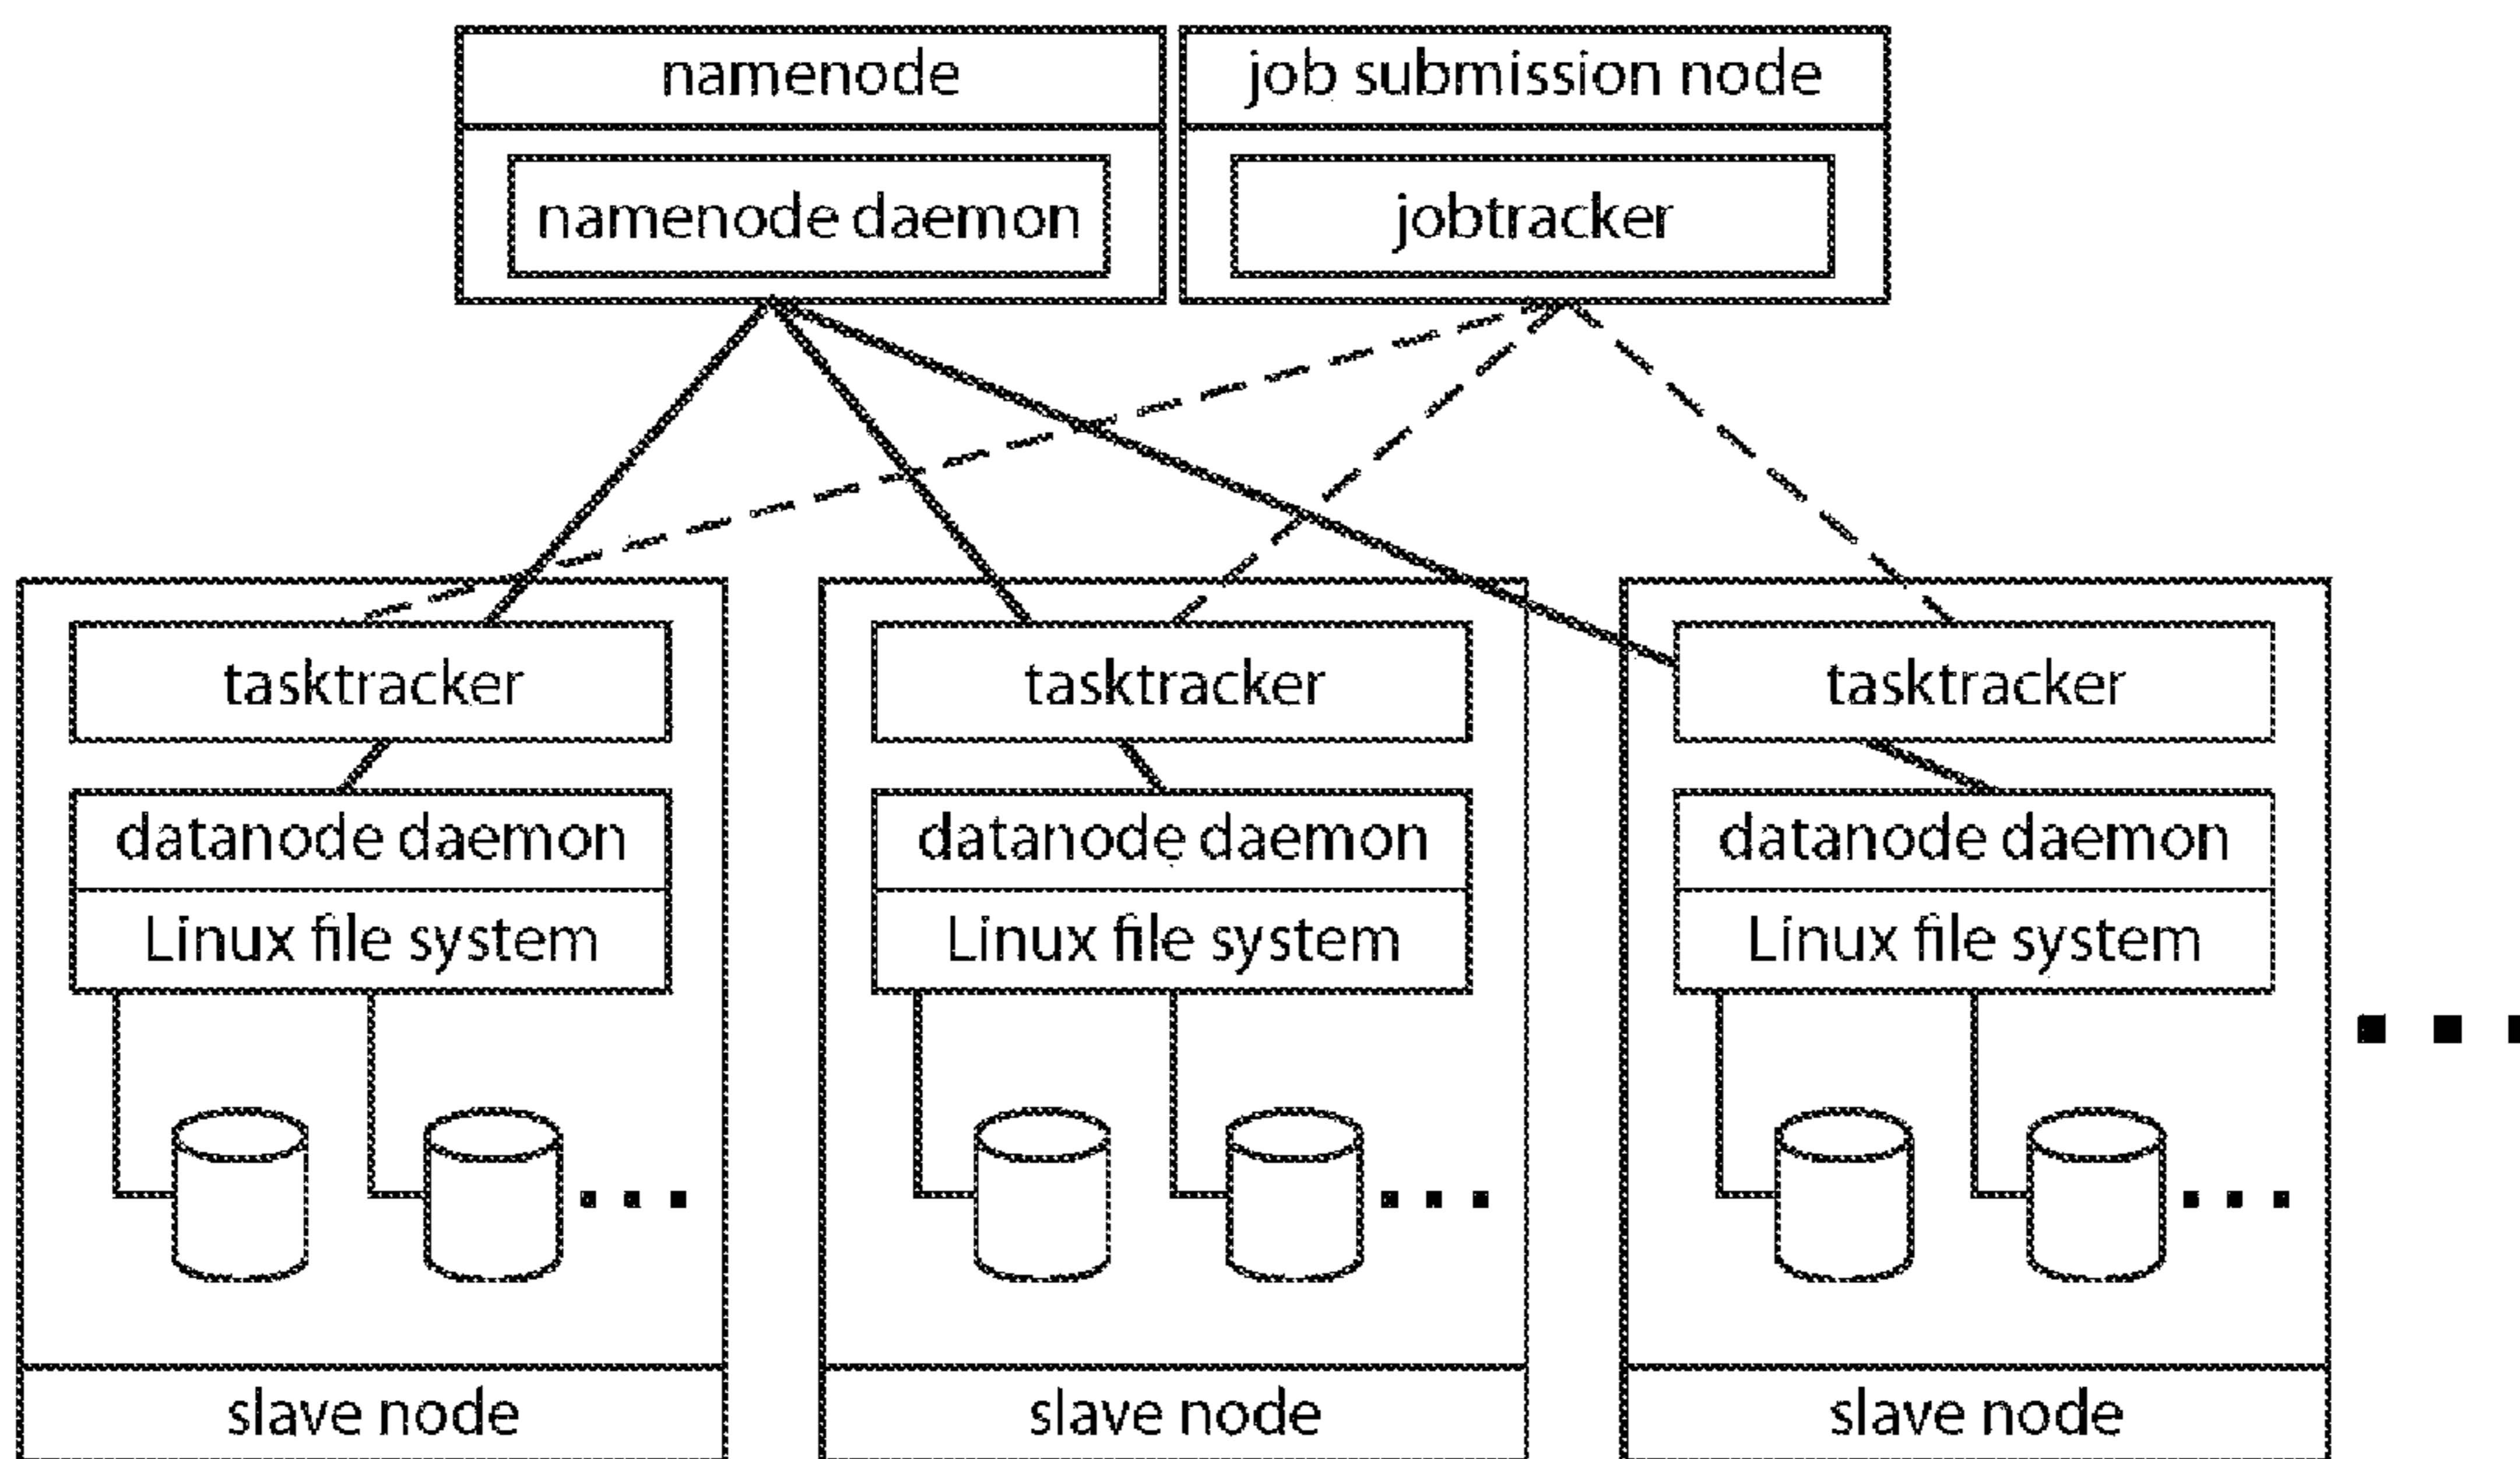 namenode
job submission node
namenode daemon
jobtracker
tasktracker
tasktracker
tasktracker
datanode daemon
datanode daemon
datanode daemon
Linux file system
Linux file system
Linux file system
slave node
slave node
slave node